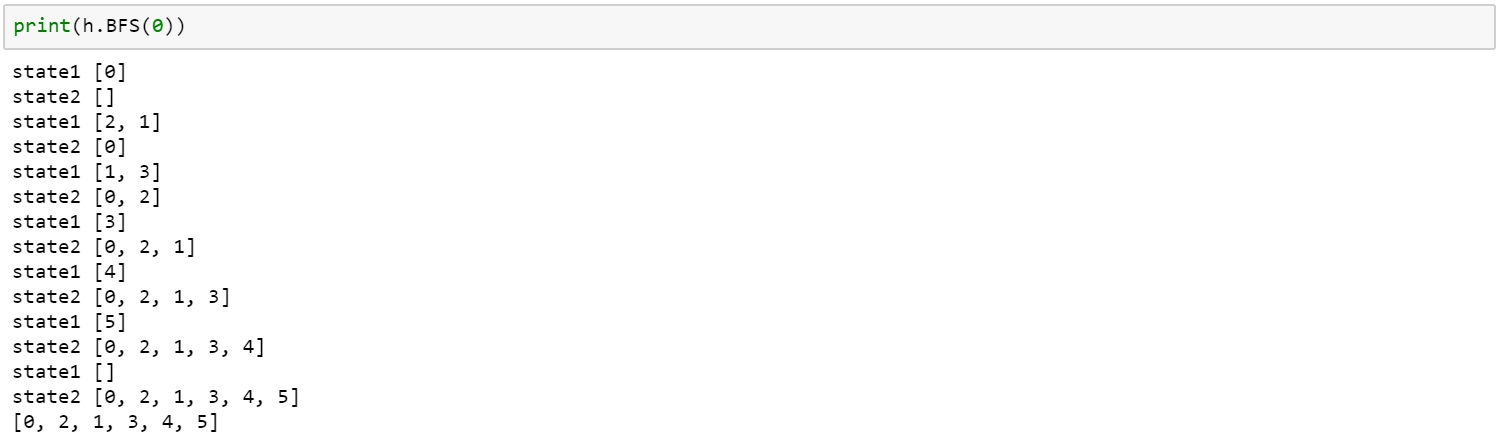 print(h.BFS(0))
state1 [0]
state2 []
state1 [2, 1]
state2 [0]
state1 [1, 3]
state2 [0, 2]
state1 [3]
state2 [0, 2, 1]
state1 [4]
state2 [0, 2, 1, 3]
state1 [5]
state2 [0, 2, 1, 3, 4]
state1 []
state2 [0, 2, 1, 3, 4, 5]
[0, 2, 1, 3, 4, 5]